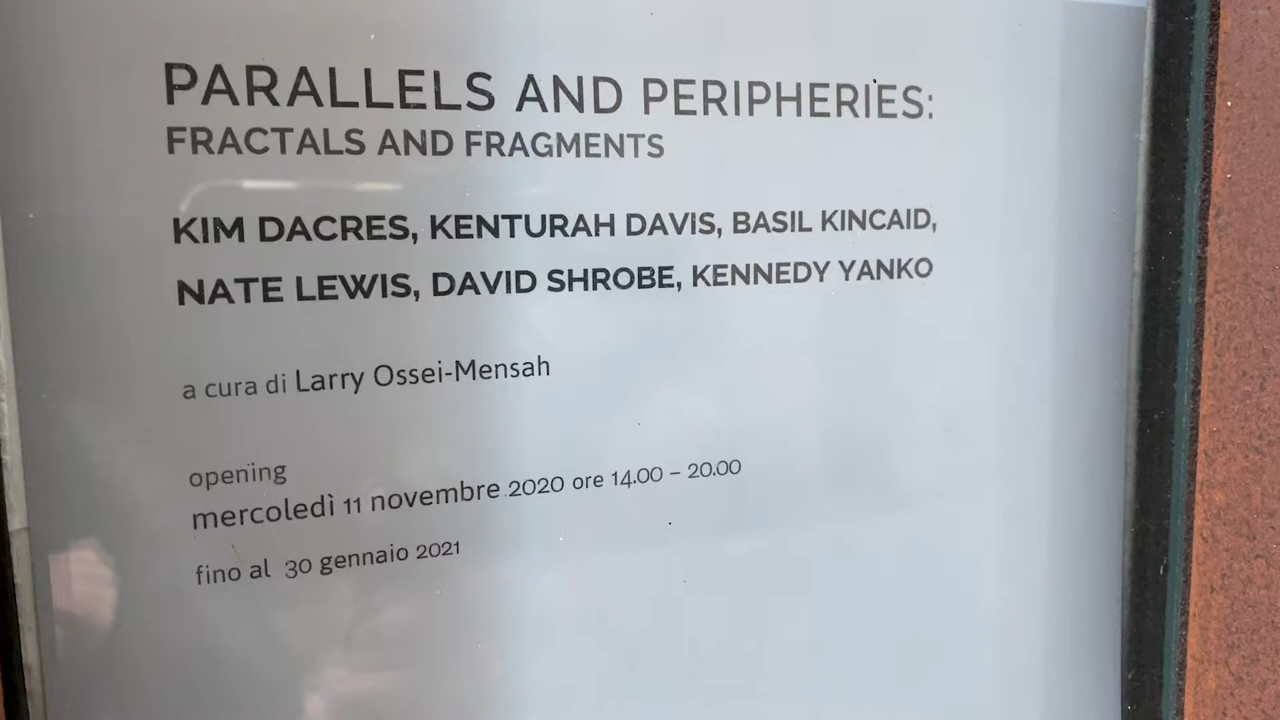 PARALLELS AND PERIPHERIES:
FRACTALS AND FRAGMENTS
KIM DACRES, KENTURAH DAVIS, BASIL KINCAID,
NATE LEWIS, DAVID SHROBE, KENNEDY YANKO
a cura di Larry Ossei-Mensah
opening
mercoledì 11 novembre 2020 ore 14.00 – 20.00
fino al 30 gennaio 2021